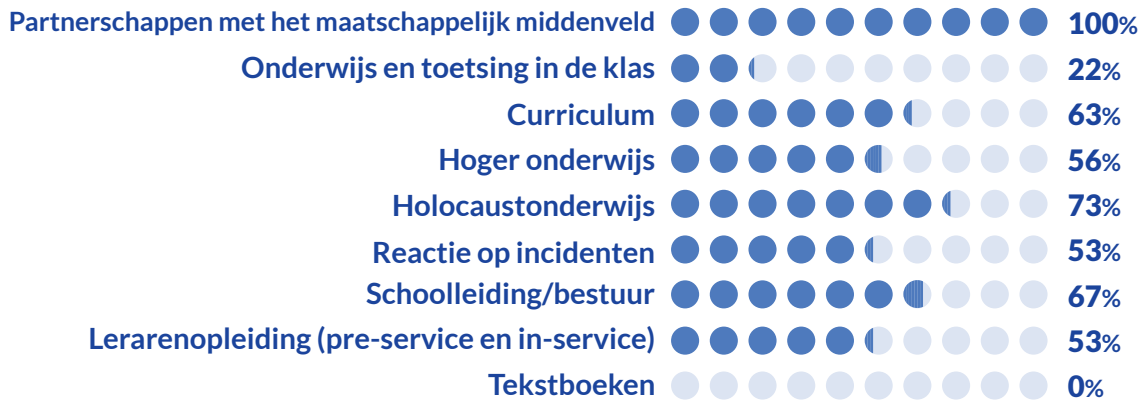 Partnerschappen met het maatschappelijk middenveld 100%
Onderwijs en toetsing in de klas 22%
Curriculum 63%
Hoger onderwijs 56%
Holocaustonderwijs 73%
Reactie op incidenten 53%
Schoolleiding/bestuur 67%
Lerarenopleiding (pre-service en in-service) 53%
Tekstboeken 0%